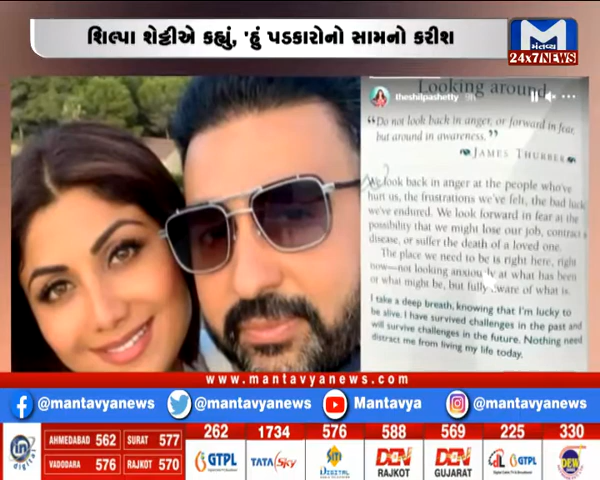 શિલ્પા શેટ્ટીએ કહ્યું, 'હું પડકારોનો સામનો કરીશ
મંતવ્ય
24x7NEWS
Looking around
theshilpashetty 9h
“Do not look back in anger, or forward in fear,
but around in awareness.”
JAMES THURBER
We look back in anger at the people who've
hurt us, the frustrations we've felt, the bad luck
we've endured. We look forward in fear at the
possibility that we might lose our job, contract a
disease, or suffer the death of a loved one.
The place we need to be is right here, right
now—not looking anxiously at what has been
or what might be, but fully aware of what is.
I take a deep breath, knowing that I'm lucky to
be alive. I have survived challenges in the past and
will survive challenges in the future. Nothing need
distract me from living my life today.
www.mantavyanews.com
@mantavyanews @mantavyanews Mantavya @mantavyanews
in digital
AHMEDABAD 562 SURAT 577
VADODARA 576 RAJKOT 570
262 1734 576 588 569 225 330
GTPL TATA Sky SITI DIGITAL DEN RAJKOT DEN GUJARAT dL GTPL DEW